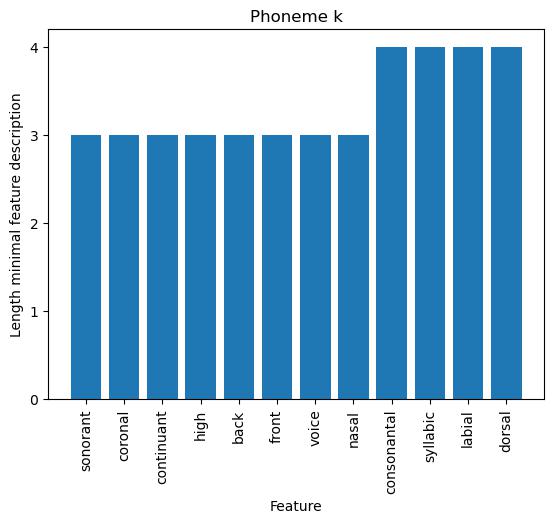 Phoneme k
Length minimal feature description
4
3
2
1
0
sonorant
coronal
continuant
high
back
front
voice
nasal
consonantal
syllabic
labial
dorsal
Feature